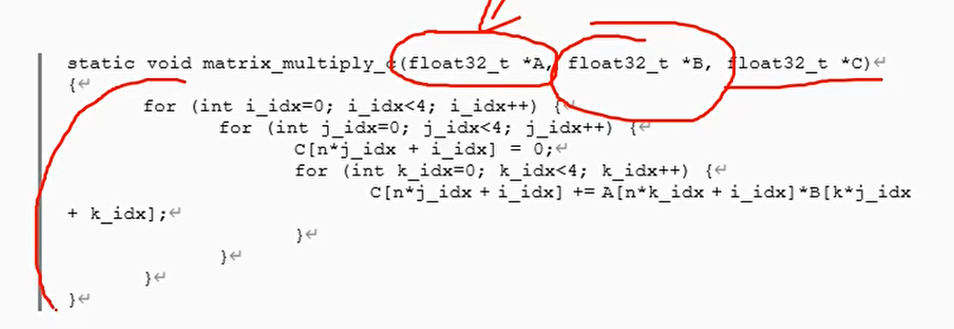 static void matrix_multiply_c(float32_t *A, float32_t *B, float32_t *C)↵
{↵
for (int i_idx=0; i_idx<4; i_idx++) {↵
for (int j_idx=0; j_idx<4; j_idx++) {↵
C[n*j_idx + i_idx] = 0;↵
for (int k_idx=0; k_idx<4; k_idx++) {↵
C[n*j_idx + i_idx] += A[n*k_idx + i_idx]*B[k*j_idx
+ k_idx];↵
}↵
}↵
}↵
}↵